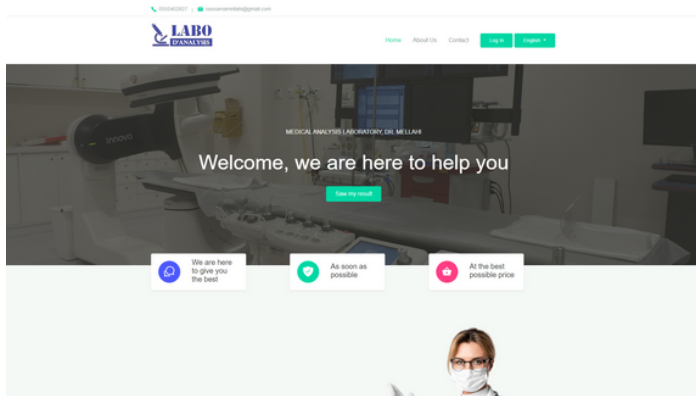 LABO
D'ANALYSIS
Home About Us Contact Log in English
innova
MEDICAL ANALYSIS LABORATORY, DR. MELLAHI
Welcome, we are here to help you
Saw my result
We are here
to give you
the best
As soon as
possible
At the best
possible price